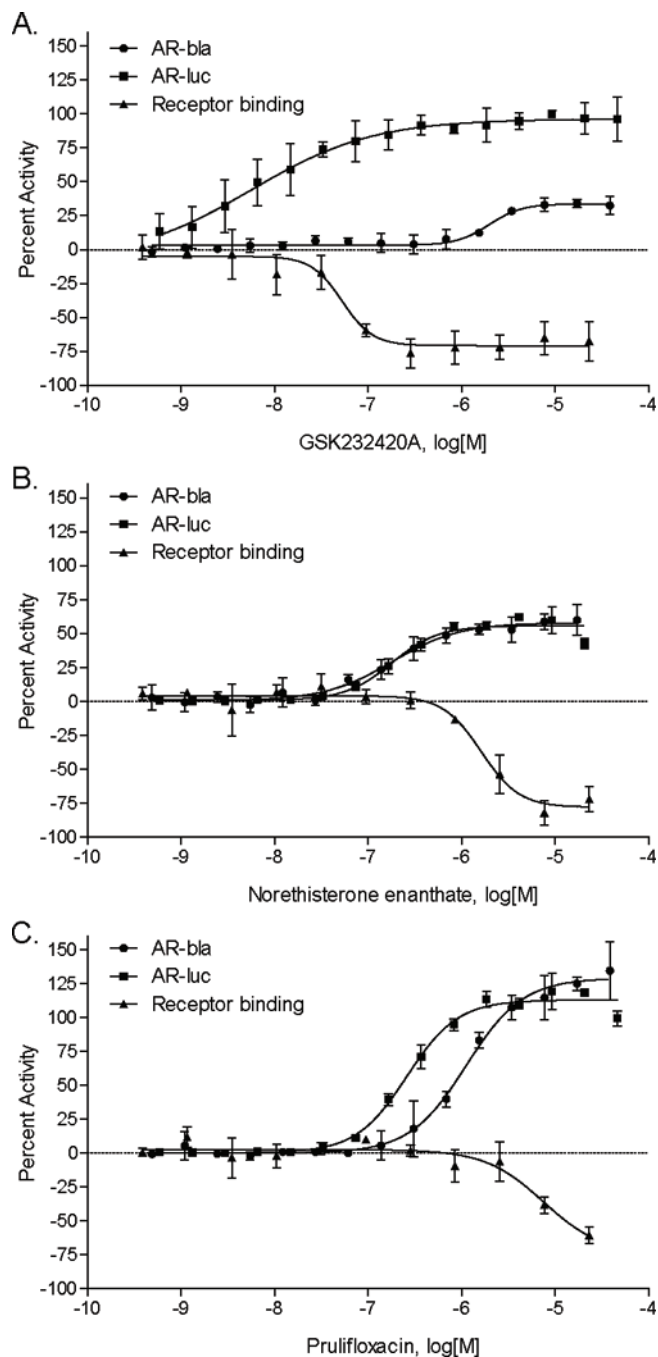 A.
AR-bla
AR-luc
Receptor binding
150
125
100
75
50
25
0
-25
-50
-75
-100
Percent Activity
-10 -9 -8 -7 -6 -5 -4
GSK232420A, log[M]
B.
AR-bla
AR-luc
Receptor binding
150
125
100
75
50
25
0
-25
-50
-75
-100
Percent Activity
-10 -9 -8 -7 -6 -5 -4
Norethisterone enanthate, log[M]
C.
AR-bla
AR-luc
Receptor binding
150
125
100
75
50
25
0
-25
-50
-75
-100
Percent Activity
-10 -9 -8 -7 -6 -5 -4
Prulifloxacin, log[M]